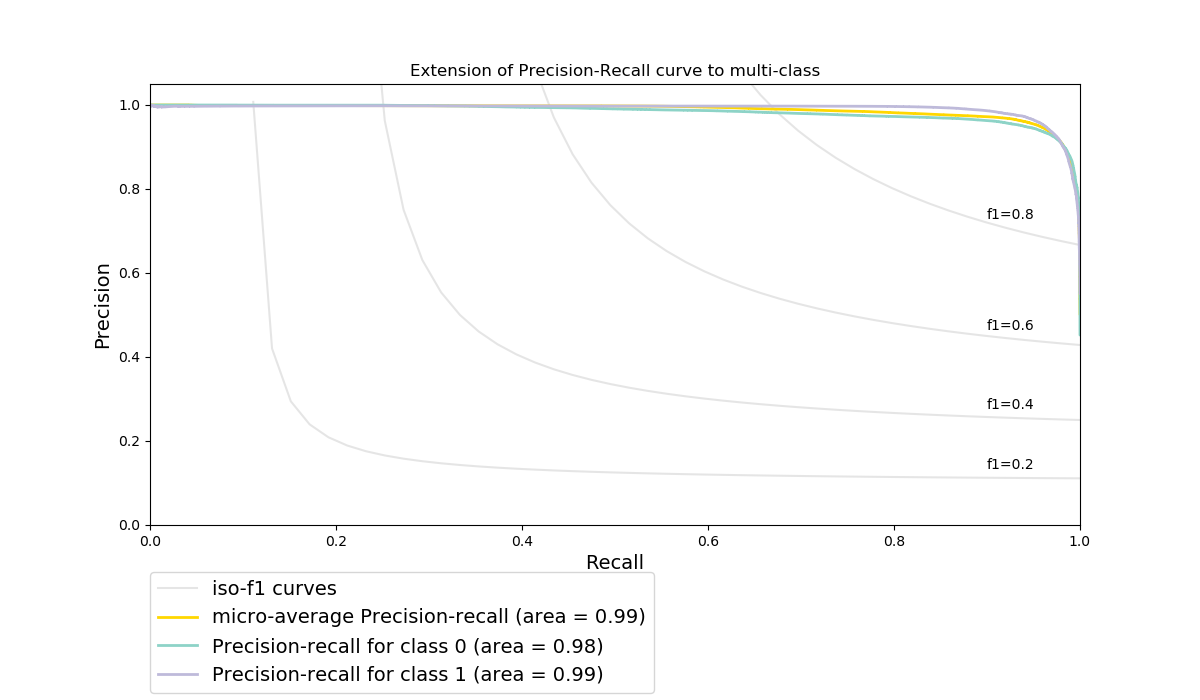 Extension of Precision-Recall curve to multi-class
1.0
0.8
0.6
0.4
0.2
0.0
Precision
f1=0.8
f1=0.6
f1=0.4
f1=0.2
0.0 0.2 0.4 0.6 0.8 1.0
Recall
iso-f1 curves
micro-average Precision-recall (area = 0.99)
Precision-recall for class 0 (area = 0.98)
Precision-recall for class 1 (area = 0.99)